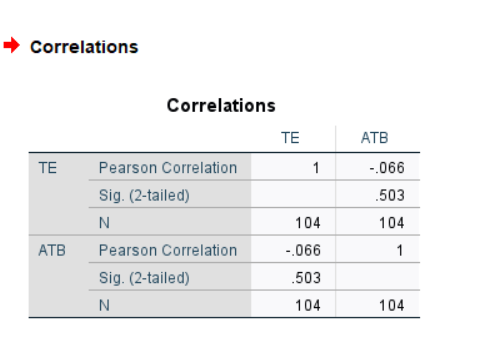 Correlations
Correlations
TE ATB
TE Pearson Correlation 1 -.066
Sig. (2-tailed) .503
N 104 104
ATB Pearson Correlation -.066 1
Sig. (2-tailed) .503
N 104 104